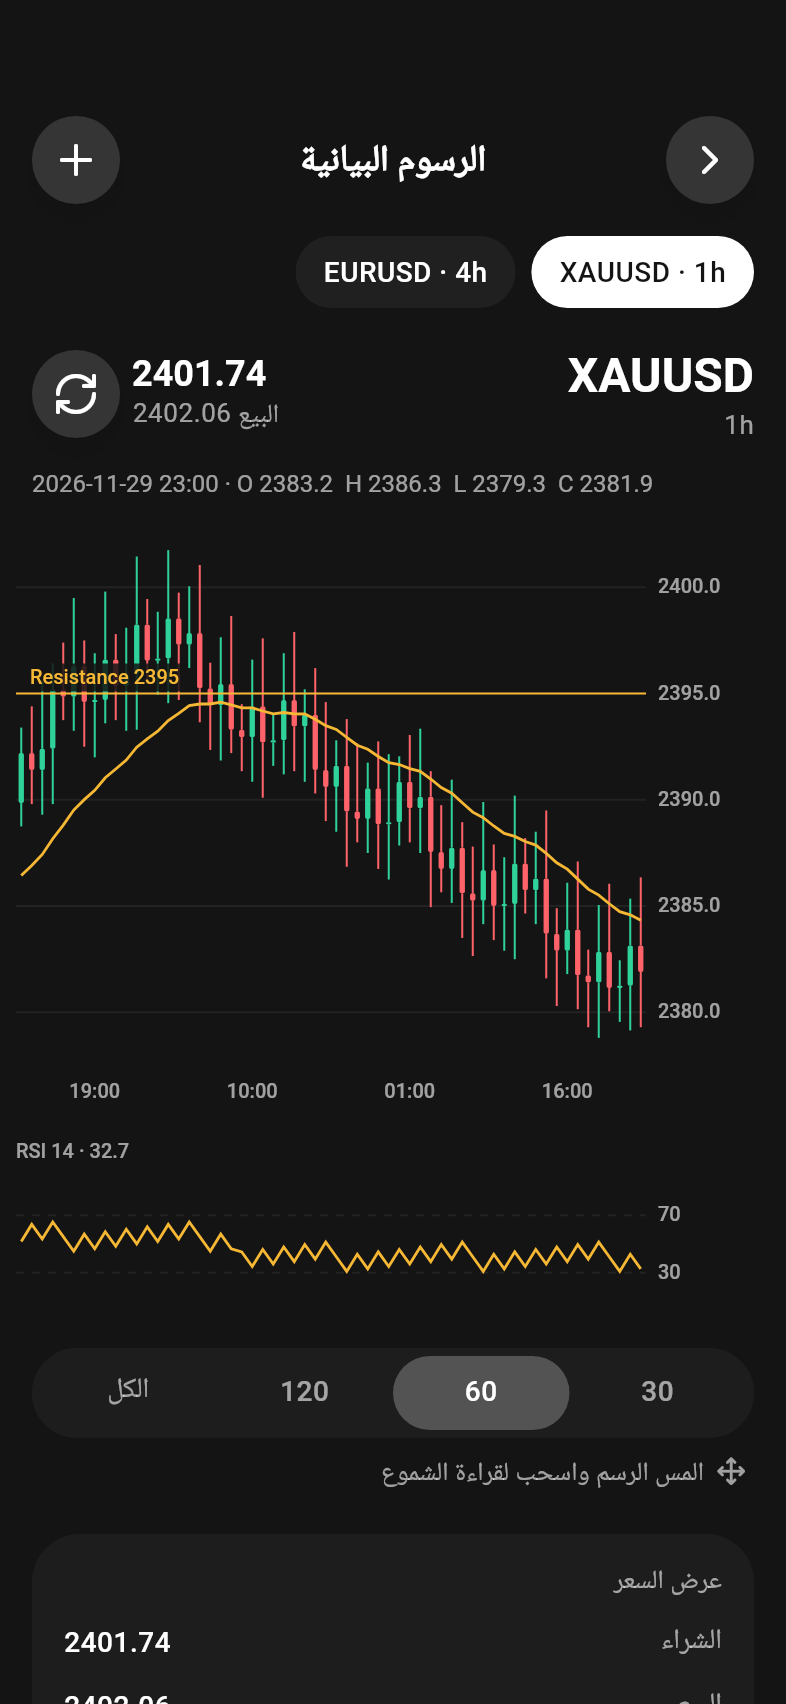 الرسوم البيانية
XAUUSD · 1h
EURUSD · 4h
XAUUSD
1h
2401.74
البيع 2402.06
2026-11-29 23:00 · O 2383.2 H 2386.3 L 2379.3 C 2381.9
2400.0
Resistance 2395
2395.0
2390.0
2385.0
2380.0
19:00 10:00 01:00 16:00
RSI 14 · 32.7
70
30
30 60 120 الكل
المس الرسم واسحب لقراءة الشموع
عرض السعر
الشراء 2401.74